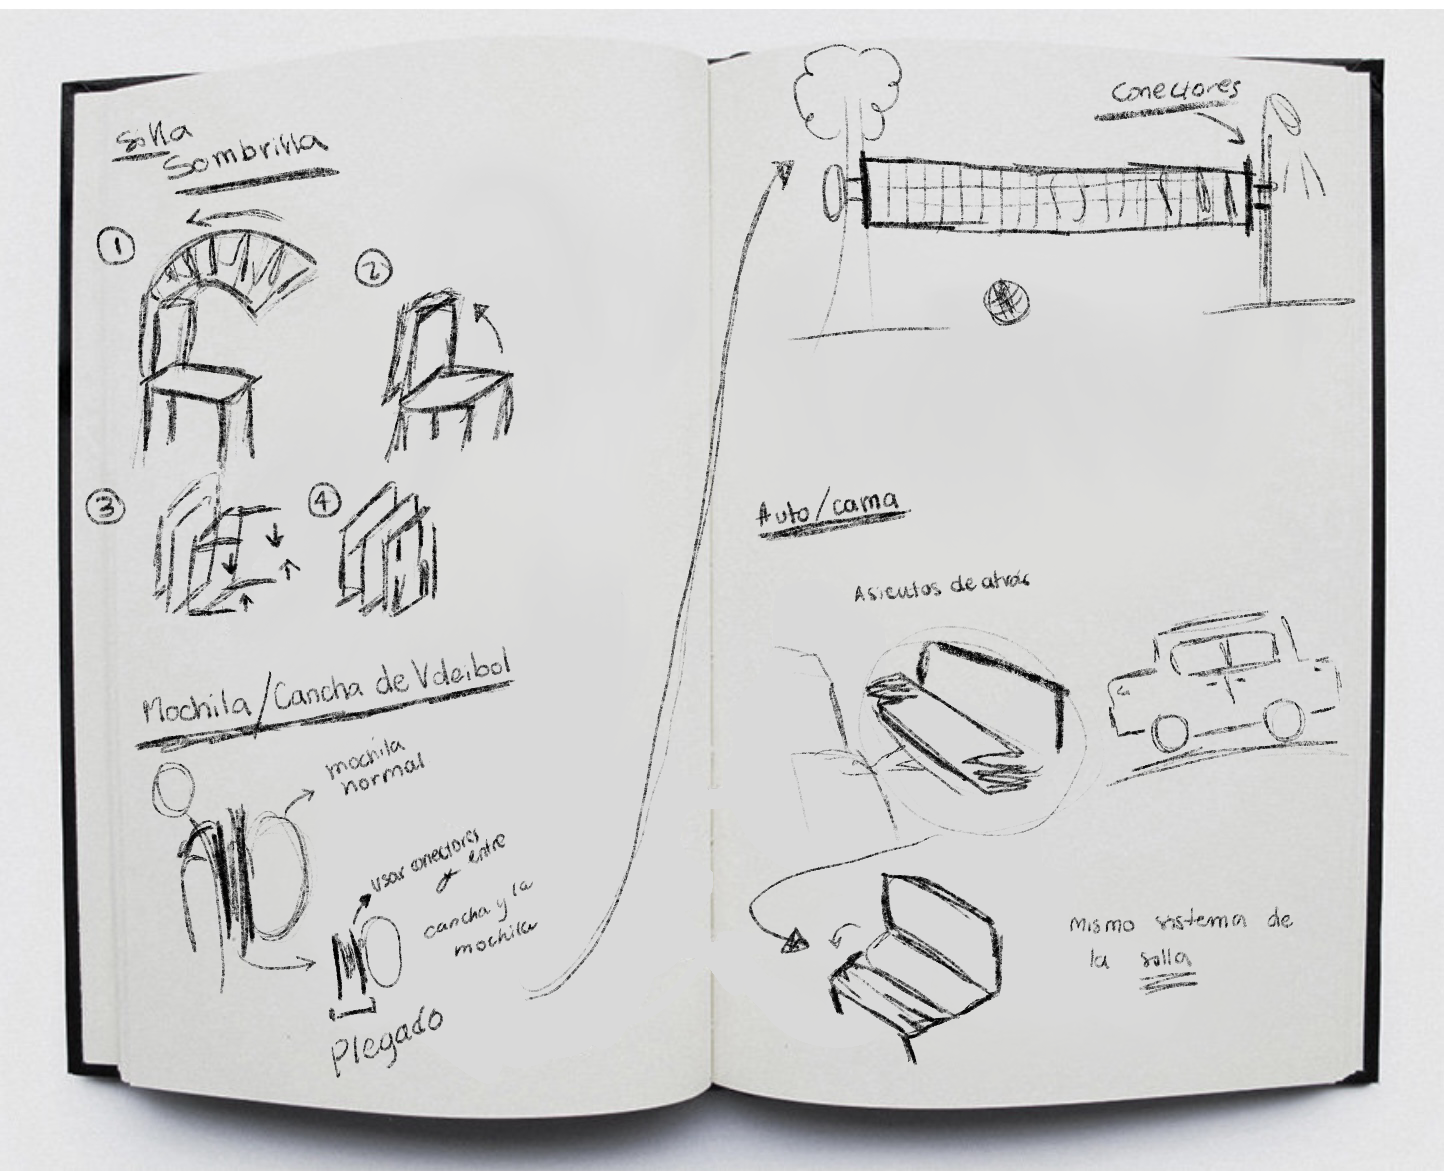 silla
Sombrilla
1
2
3
4
Mochila/Cancha de Voleibol
mochila
normal
usar conectores
entre
cancha y la
mochila
Plegado
Conectores
Auto/cama
Asientos de atrás
Mismo sistema de
la silla